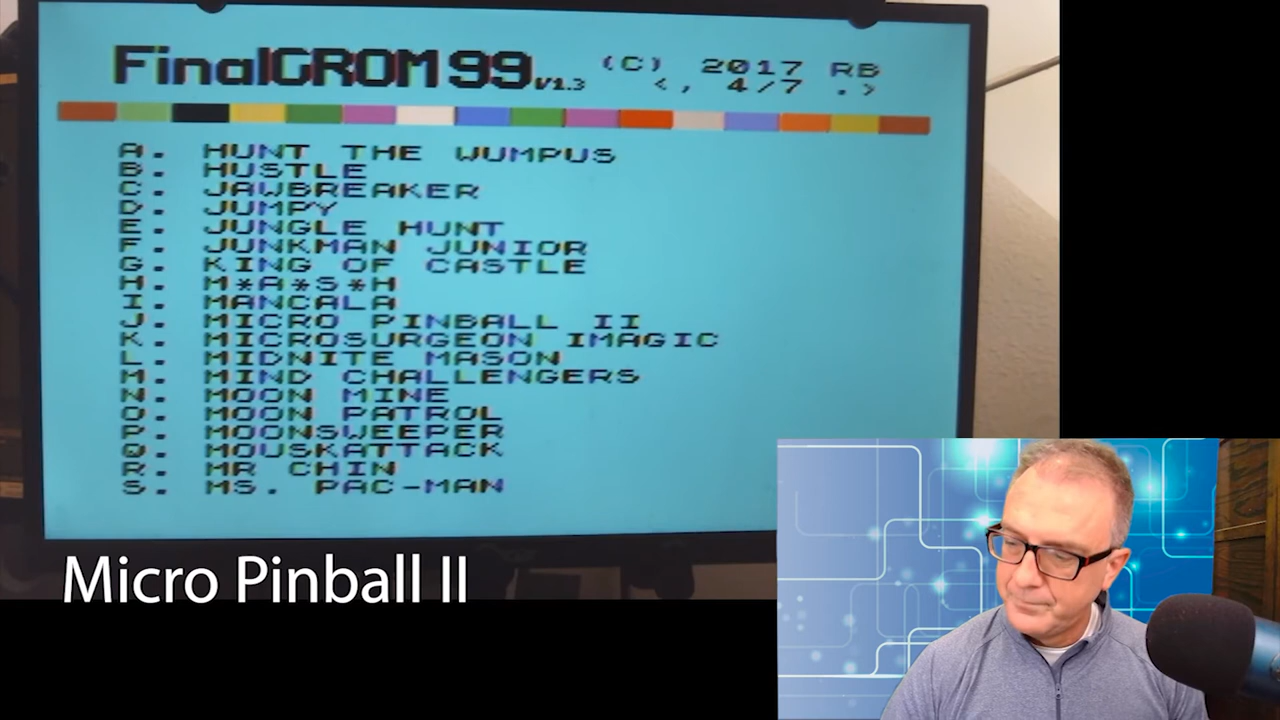 FinalGROM 99 V1.3 (C) 2017 RB
<, 4/7 .>
A. HUNT THE WUMPUS
B. HUSTLE
C. JAWBREAKER
D. JUMPY
E. JUNGLE HUNT
F. JUNKMAN JUNIOR
G. KING OF CASTLE
H. M*A*S*H
I. MANCALA
J. MICRO PINBALL II
K. MICROSURGEON IMAGIC
L. MIDNITE MASON
M. MIND CHALLENGERS
N. MOON MINE
O. MOON PATROL
P. MOONSWEEPER
Q. MOUSKATTACK
R. MR CHIN
S. MS. PAC-MAN
Micro Pinball II